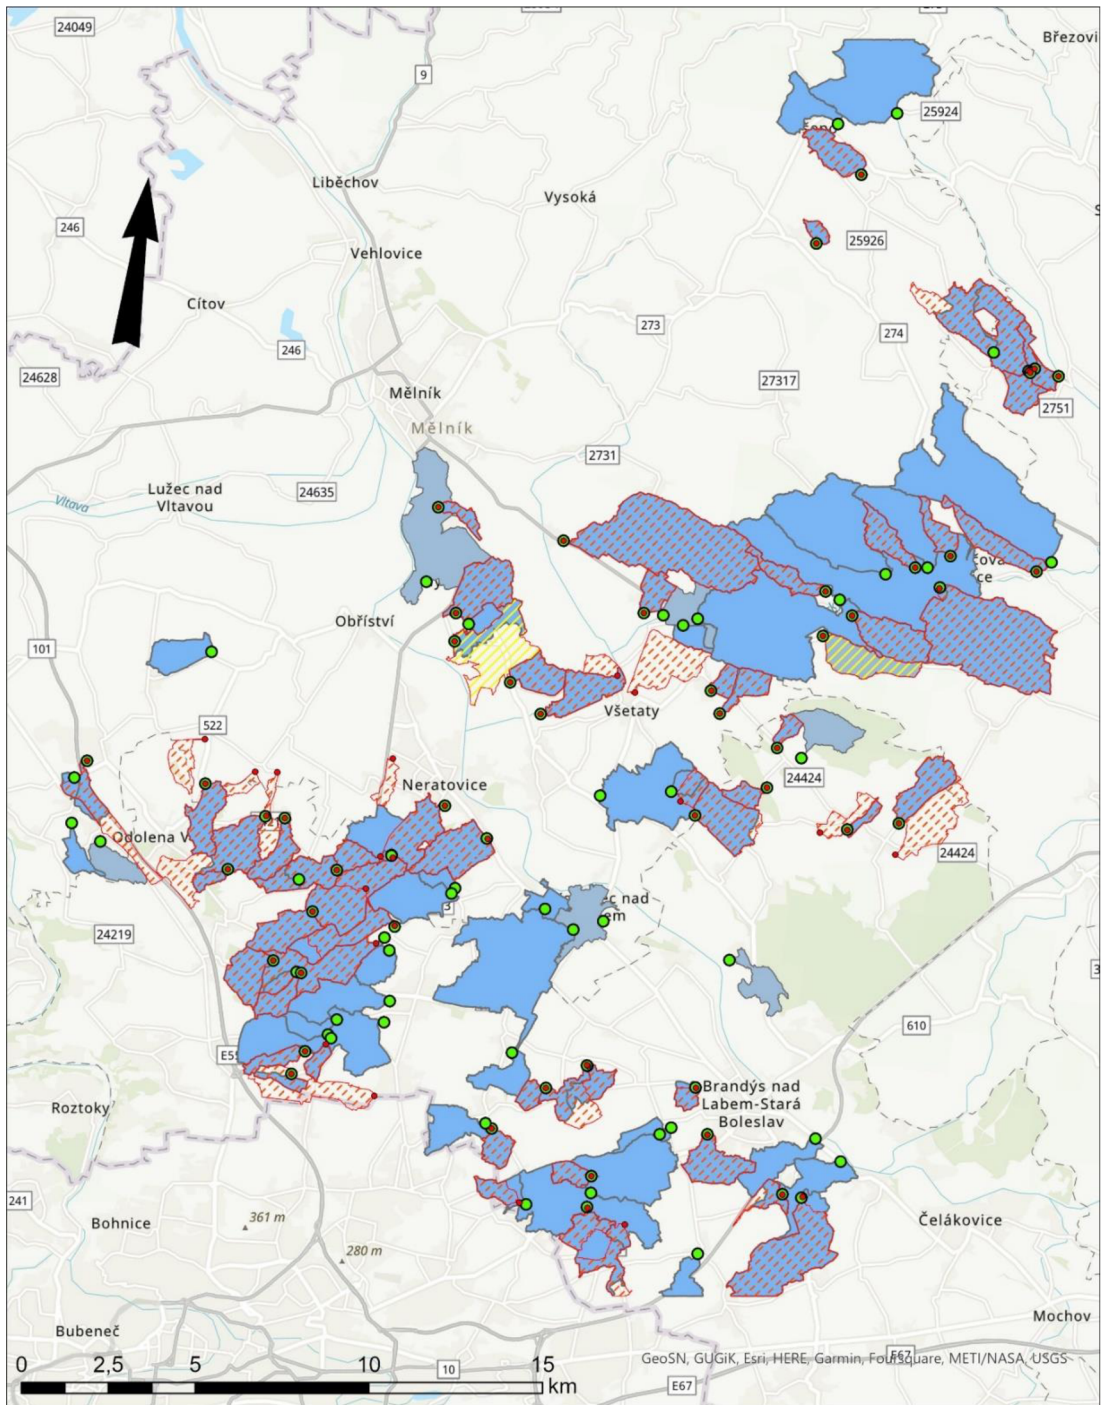 24049
Březovi
9
25924
Liběchov
Vysoká
246
25926
Vehlovice
Cítov
273
274
246
24628
27317
Mělník
2751
Mělník
2731
Lužec nad
Vltavou
24635
Vltava
Obříství
101
Všetaty
522
24424
Neratovice
Odolena V
24424
24219
610
Brandýs nad
Labem-Stará
Boleslav
Roztoky
241
Bohnice
361 m
Čelákovice
280 m
Mochov
Bubeneč
0
2,5
5
10
15
km
10
E67
E67
GeoSN, GUGiK, Esri, HERE, Garmin, Foursquare, METI/NASA, USGS